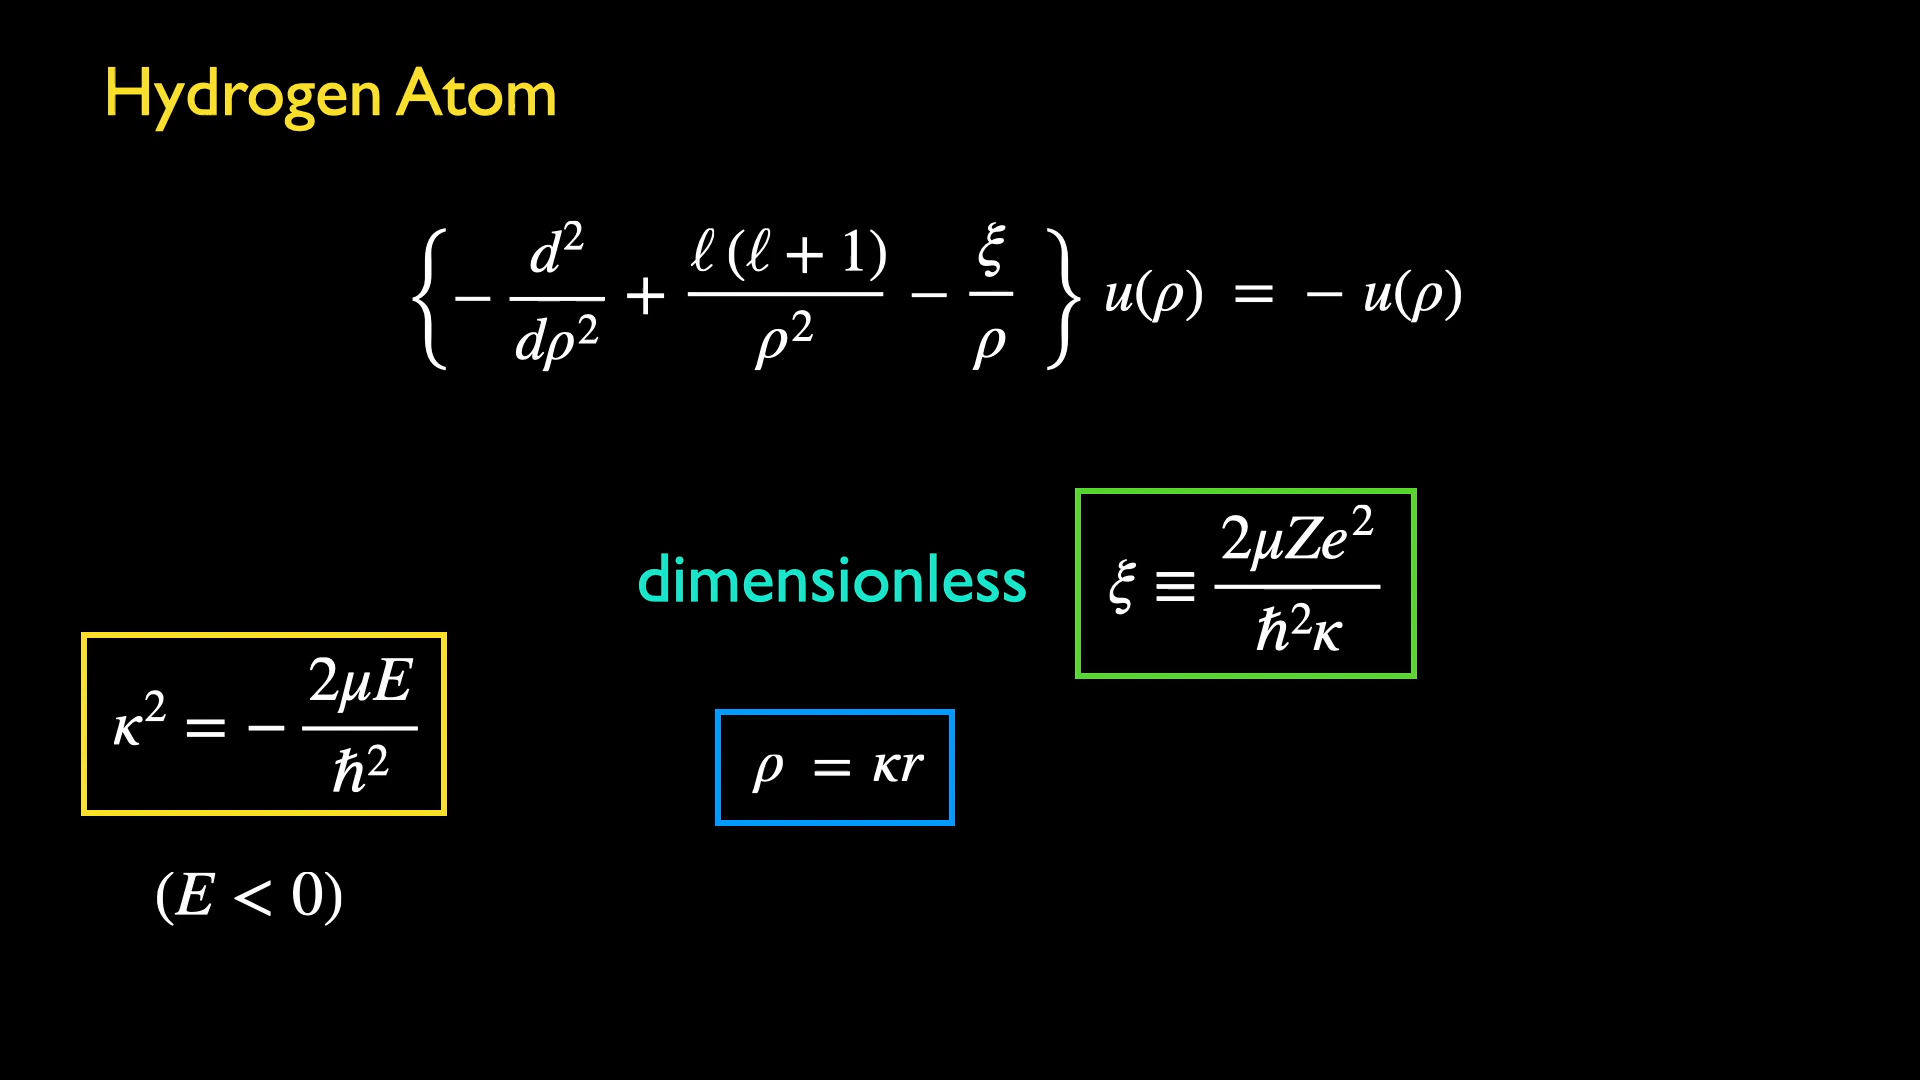 Hydrogen Atom
{ − d²/dρ² + ℓ(ℓ + 1)/ρ² − ξ/ρ } u(ρ) = − u(ρ)
dimensionless
ξ ≡ 2μZe²/ℏ²κ
κ² = − 2μE/ℏ²
ρ = κr
(E < 0)